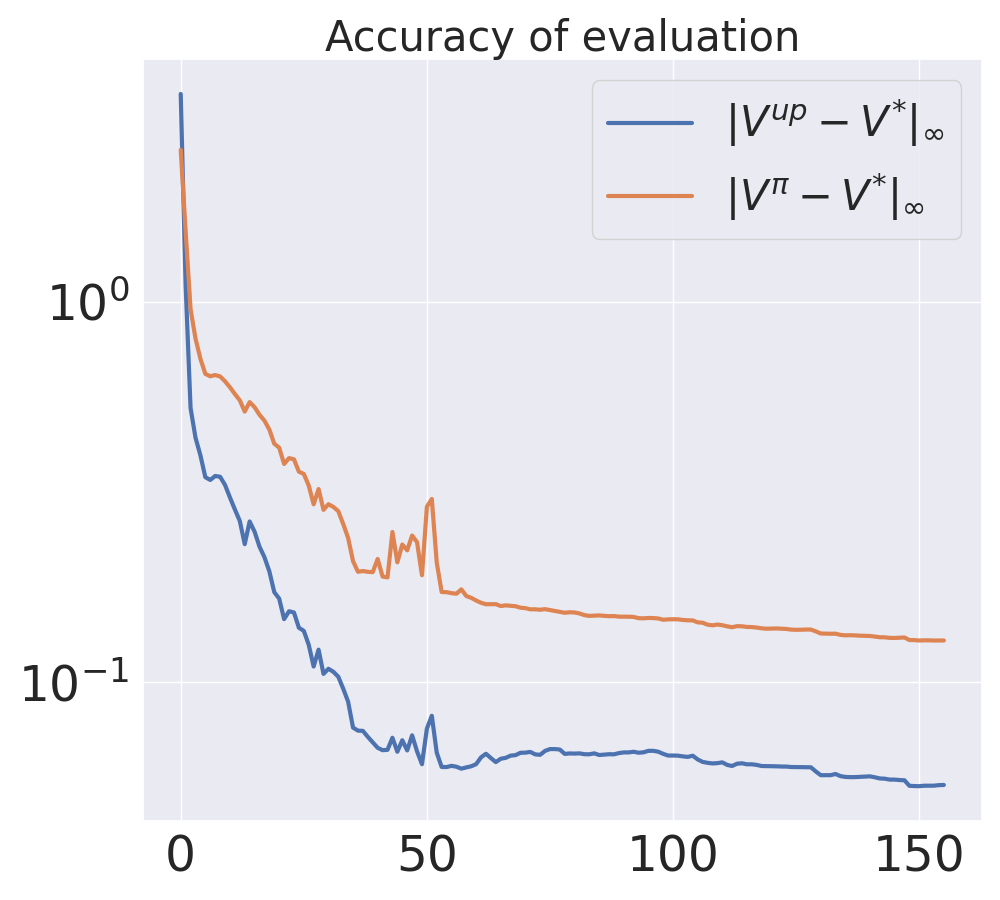 Accuracy of evaluation
|V^{up} − V^*|_∞
|V^π − V^*|_∞
10^0
10^{−1}
0 50 100 150